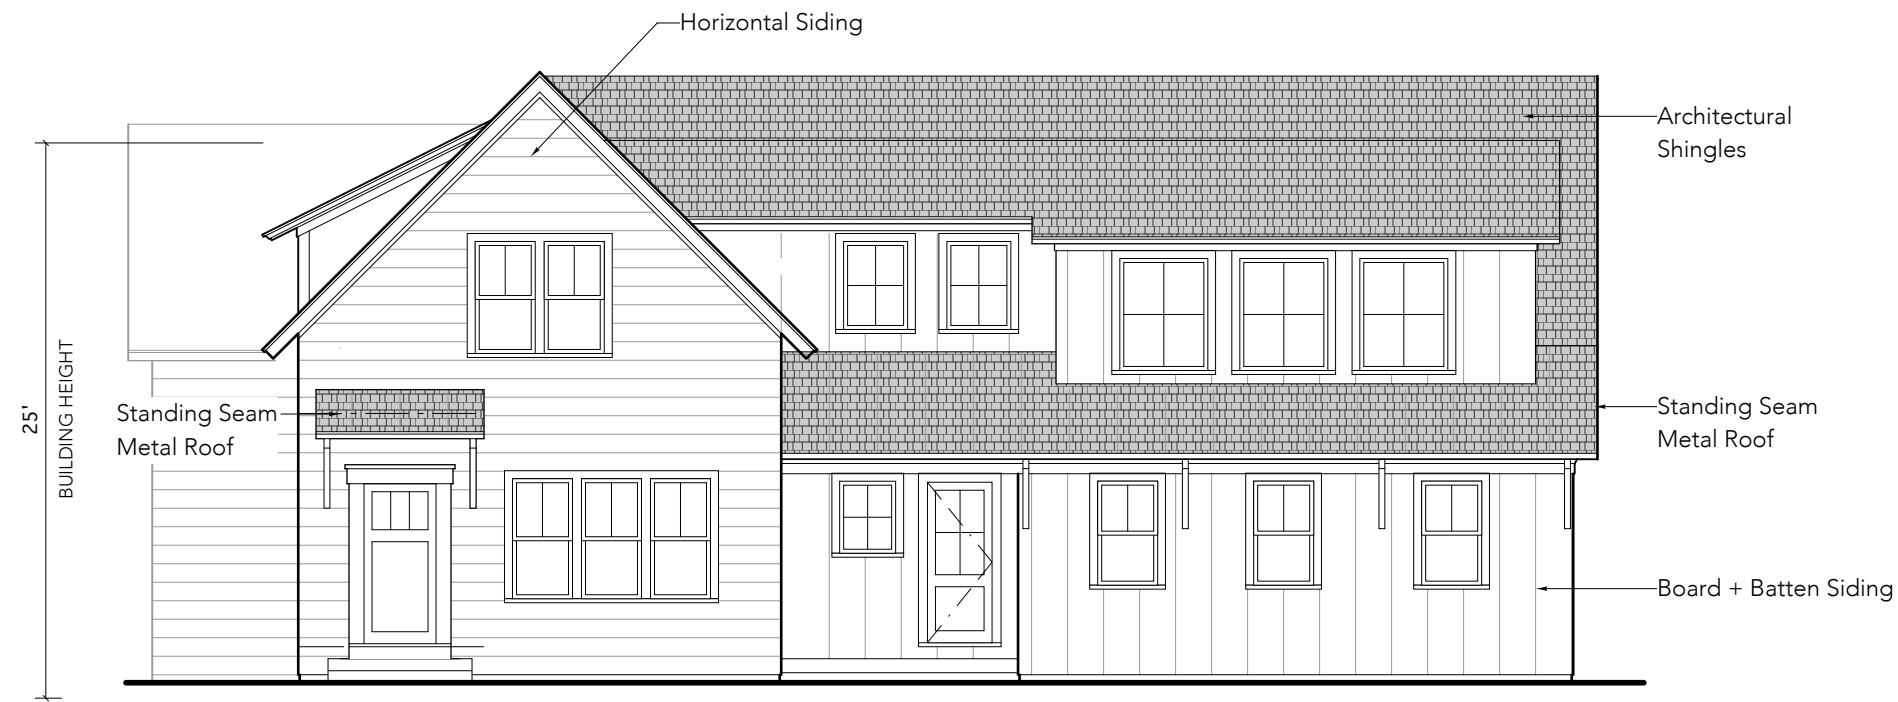 Horizontal Siding
Architectural
Shingles
25'
BUILDING HEIGHT
Standing Seam
Metal Roof
Standing Seam
Metal Roof
Board + Batten Siding